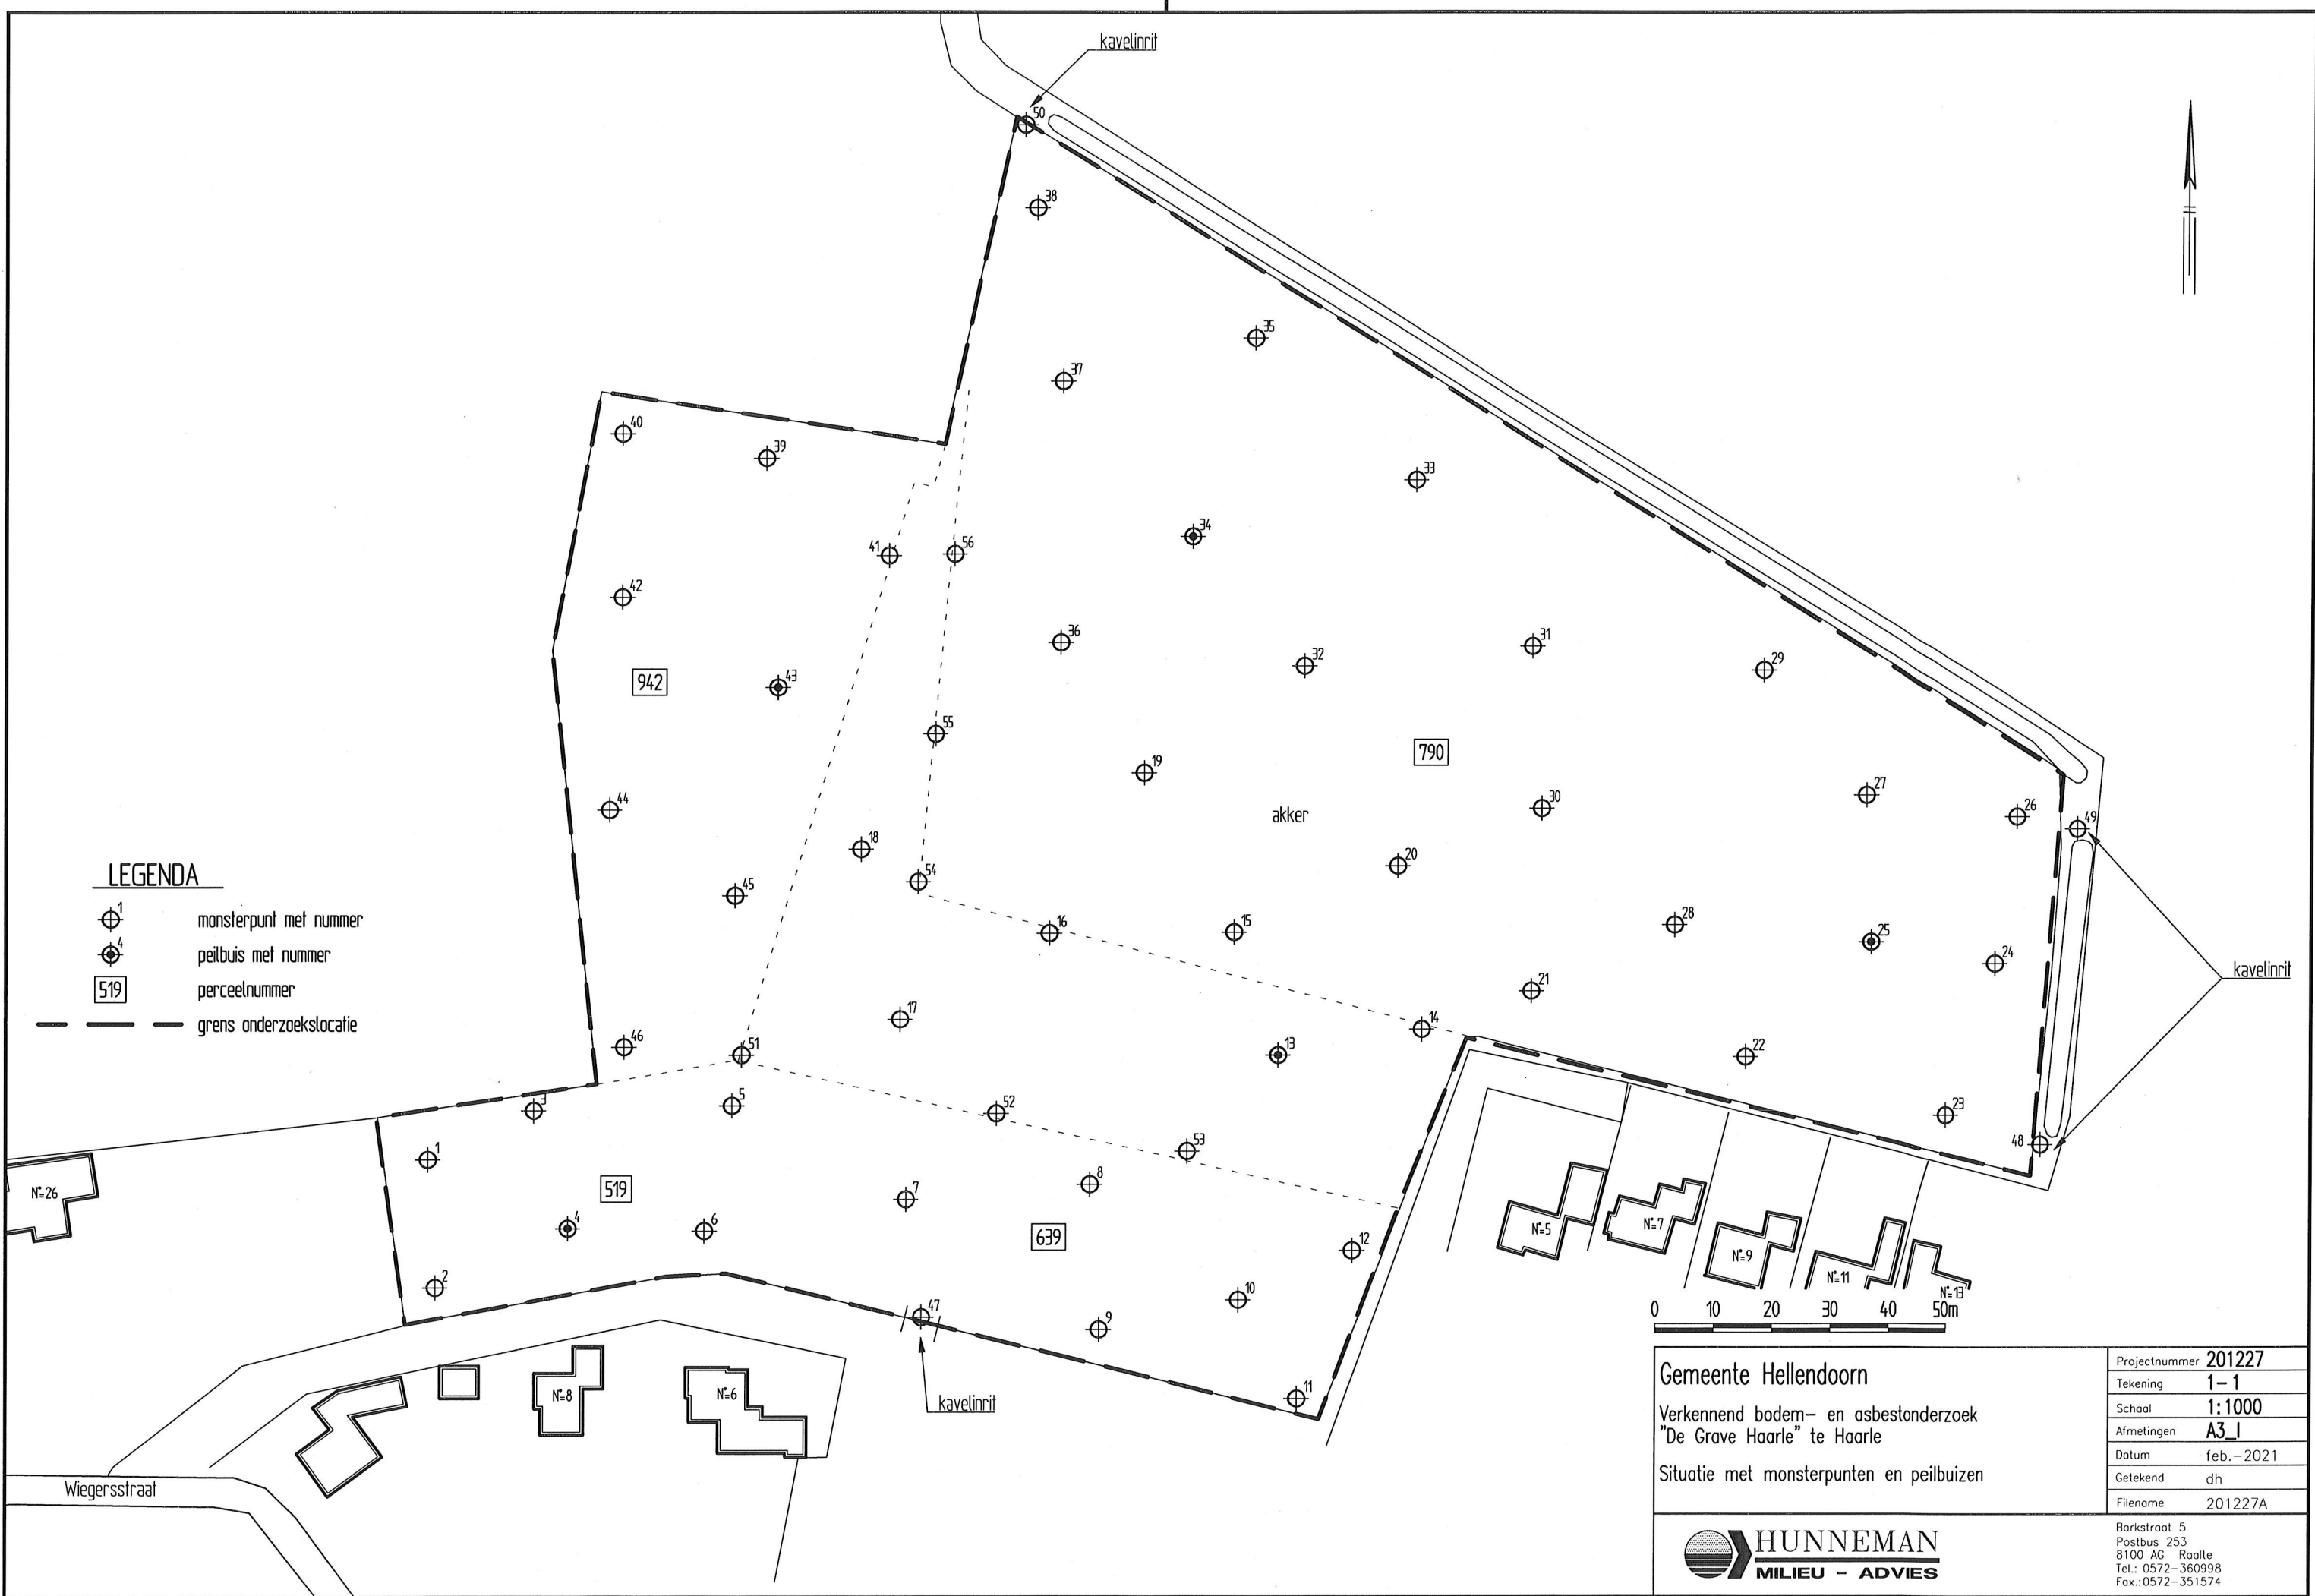 kavelinrit
50
38
35
37
40
39
33
34
41
56
42
36
31
32
29
942
43
55
790
19
27
30
26
akker
49
44
18
20
54
45
LEGENDA
1 monsterpunt met nummer
4 peilbuis met nummer
519 perceelnummer
grens onderzoekslocatie
16
15
28
25
24
kavelinrit
21
17
14
46
51
13
22
3
5
52
23
53
48
1
8
N°=26
519
7
4
6
639
12
N°=5
N°=7
N°=9
N°=11
N°=13
2
10
47
9
0 10 20 30 40 50m
11
N°=8
N°=6
kavelinrit
Wiegersstraat
Gemeente Hellendoorn
Verkennend bodem- en asbestonderzoek
"De Grave Haarle" te Haarle
Situatie met monsterpunten en peilbuizen
Projectnummer 201227
Tekening 1-1
Schaal 1:1000
Afmetingen A3_l
Datum feb.-2021
Getekend dh
Filename 201227A
HUNNEMAN
MILIEU - ADVIES
Barkstraat 5
Postbus 253
8100 AG Raalte
Tel.: 0572-360998
Fax.: 0572-351574